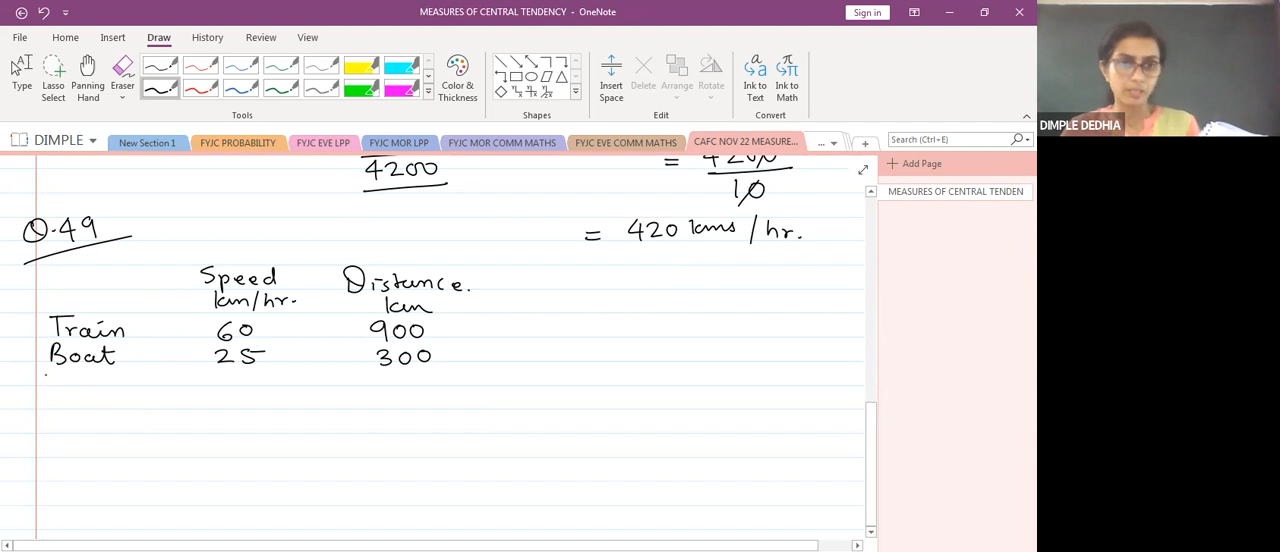 MEASURES OF CENTRAL TENDENCY - OneNote
Sign in
File Home Insert Draw History Review View
Type Lasso Select Panning Hand Eraser
Color & Thickness
Insert Space Delete Arrange Rotate
Ink to Text Ink to Math
Tools Shapes Edit Convert
DIMPLE New Section 1 FYJC PROBABILITY FYJC EVE LPP FYJC MOR LPP FYJC MOR COMM MATHS FYJC EVE COMM MATHS CAFC NOV 22 MEASURE... ... Search (Ctrl+E)
DIMPLE DEDHIA
Add Page
MEASURES OF CENTRAL TENDEN
4200 = 4200
10
Q.49 = 420 kms/hr.
Speed Distance.
km/hr. km
Train 60 900
Boat 25 300